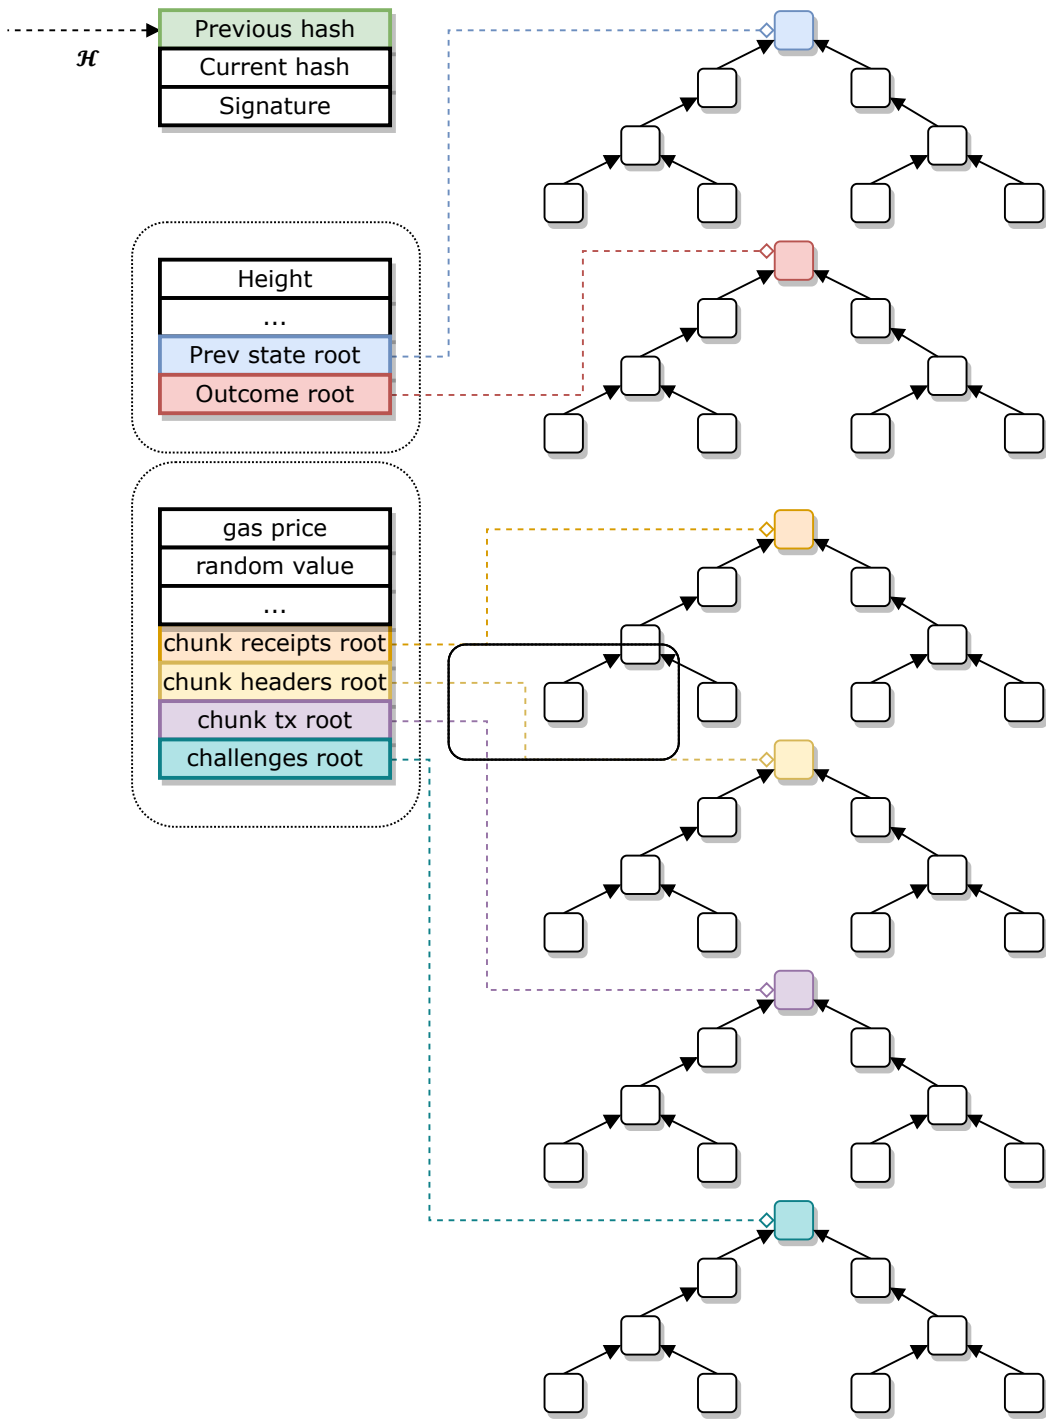 Previous hash
ℋ
Current hash
Signature
Height
...
Prev state root
Outcome root
gas price
random value
...
chunk receipts root
chunk headers root
chunk tx root
challenges root